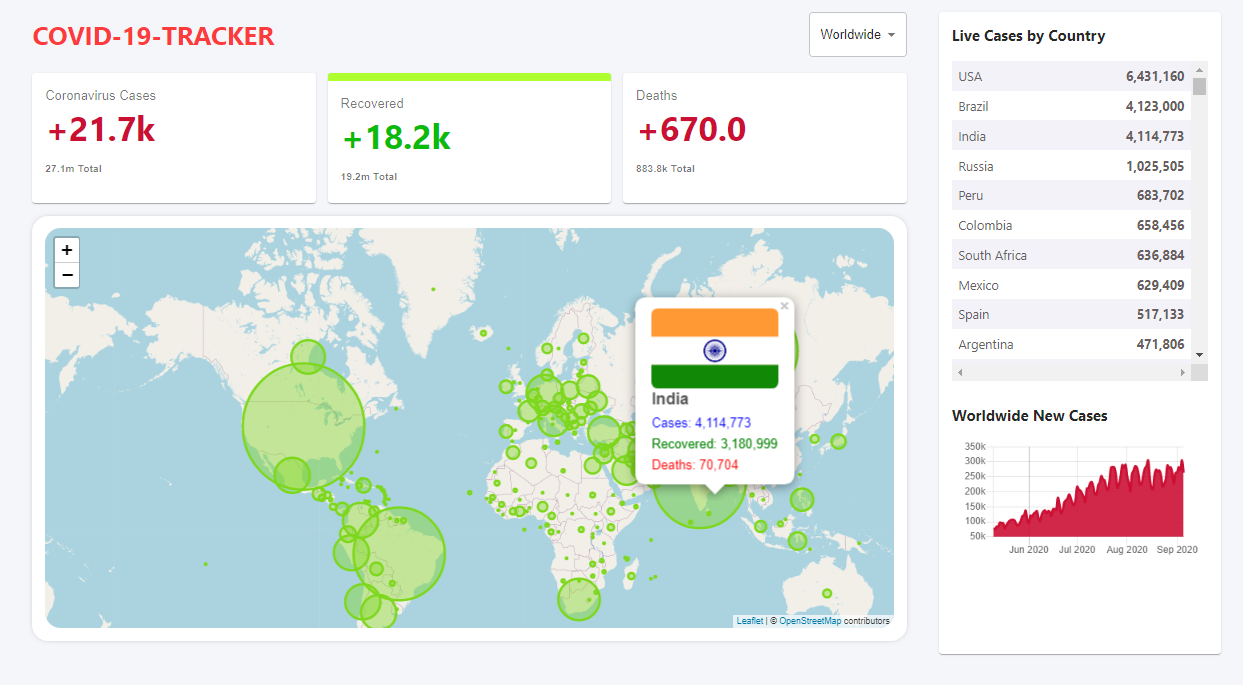 COVID-19-TRACKER
Worldwide
Coronavirus Cases
+21.7k
27.1m Total
Recovered
+18.2k
19.2m Total
Deaths
+670.0
883.8k Total
+
−
×
India
Cases: 4,114,773
Recovered: 3,180,999
Deaths: 70,704
Leaflet | © OpenStreetMap contributors
Live Cases by Country
USA 6,431,160
Brazil 4,123,000
India 4,114,773
Russia 1,025,505
Peru 683,702
Colombia 658,456
South Africa 636,884
Mexico 629,409
Spain 517,133
Argentina 471,806
Worldwide New Cases
350k
300k
250k
200k
150k
100k
50k
Jun 2020 Jul 2020 Aug 2020 Sep 2020